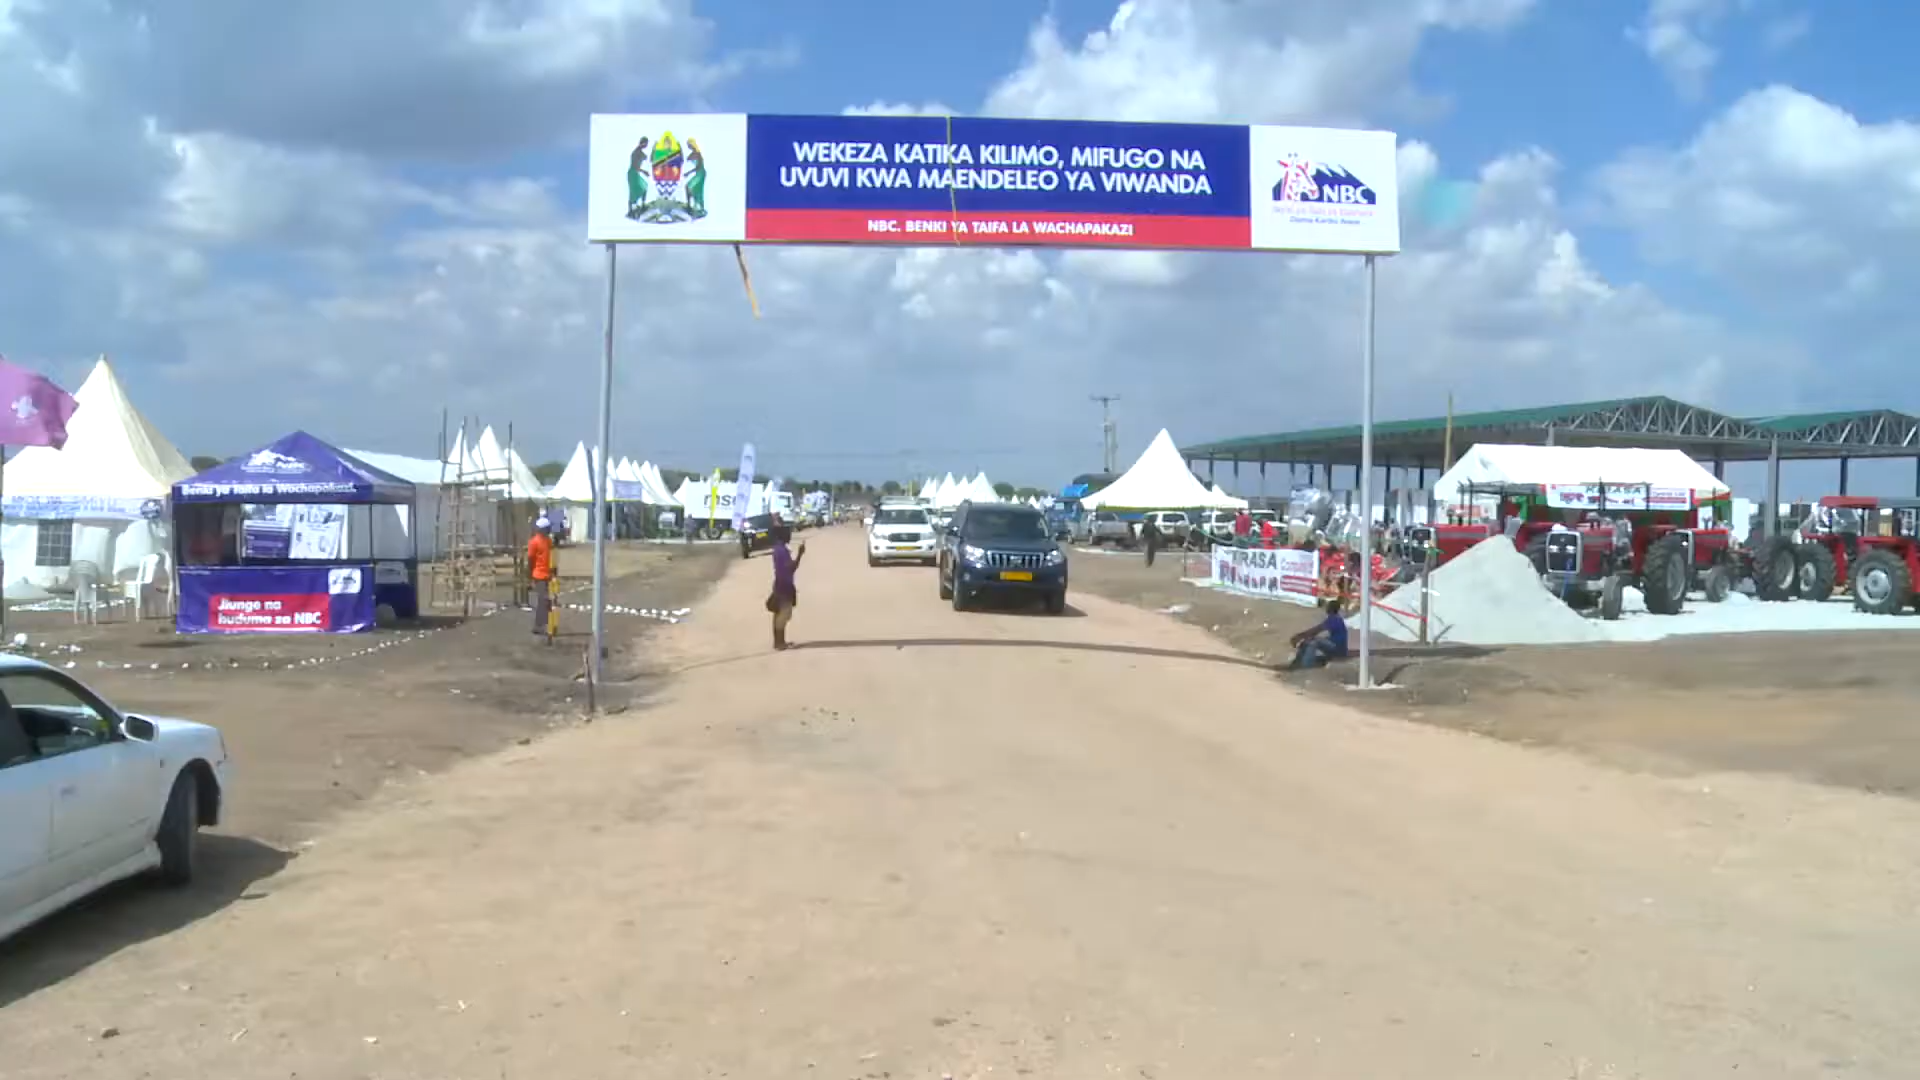 WEKEZA KATIKA KILIMO, MIFUGO NA
UVUVI KWA MAENDELEO YA VIWANDA
NBC. BENKI YA TAIFA LA WACHAPAKAZI
NBC
NBC
Benki ya Taifa la Wachapakazi.
Jiunge na
huduma za NBC